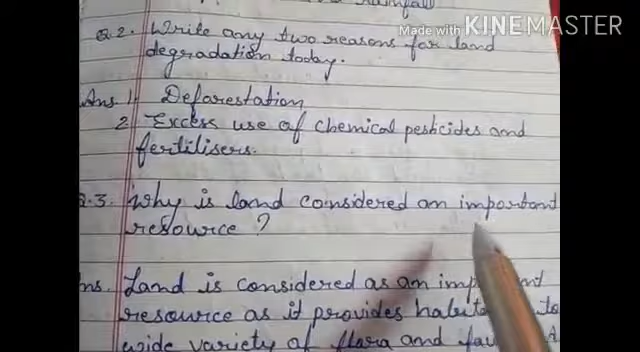 Rainfall
Made with KINEMASTER
Q.2. Write any two reasons for land
degradation today.
Ans. 1. Deforestation
2. Excess use of chemical pesticides and
fertilisers.
Q.3. Why is land considered an important
resource?
Ans. Land is considered as an
resource as it provides to
wide variety of flora and